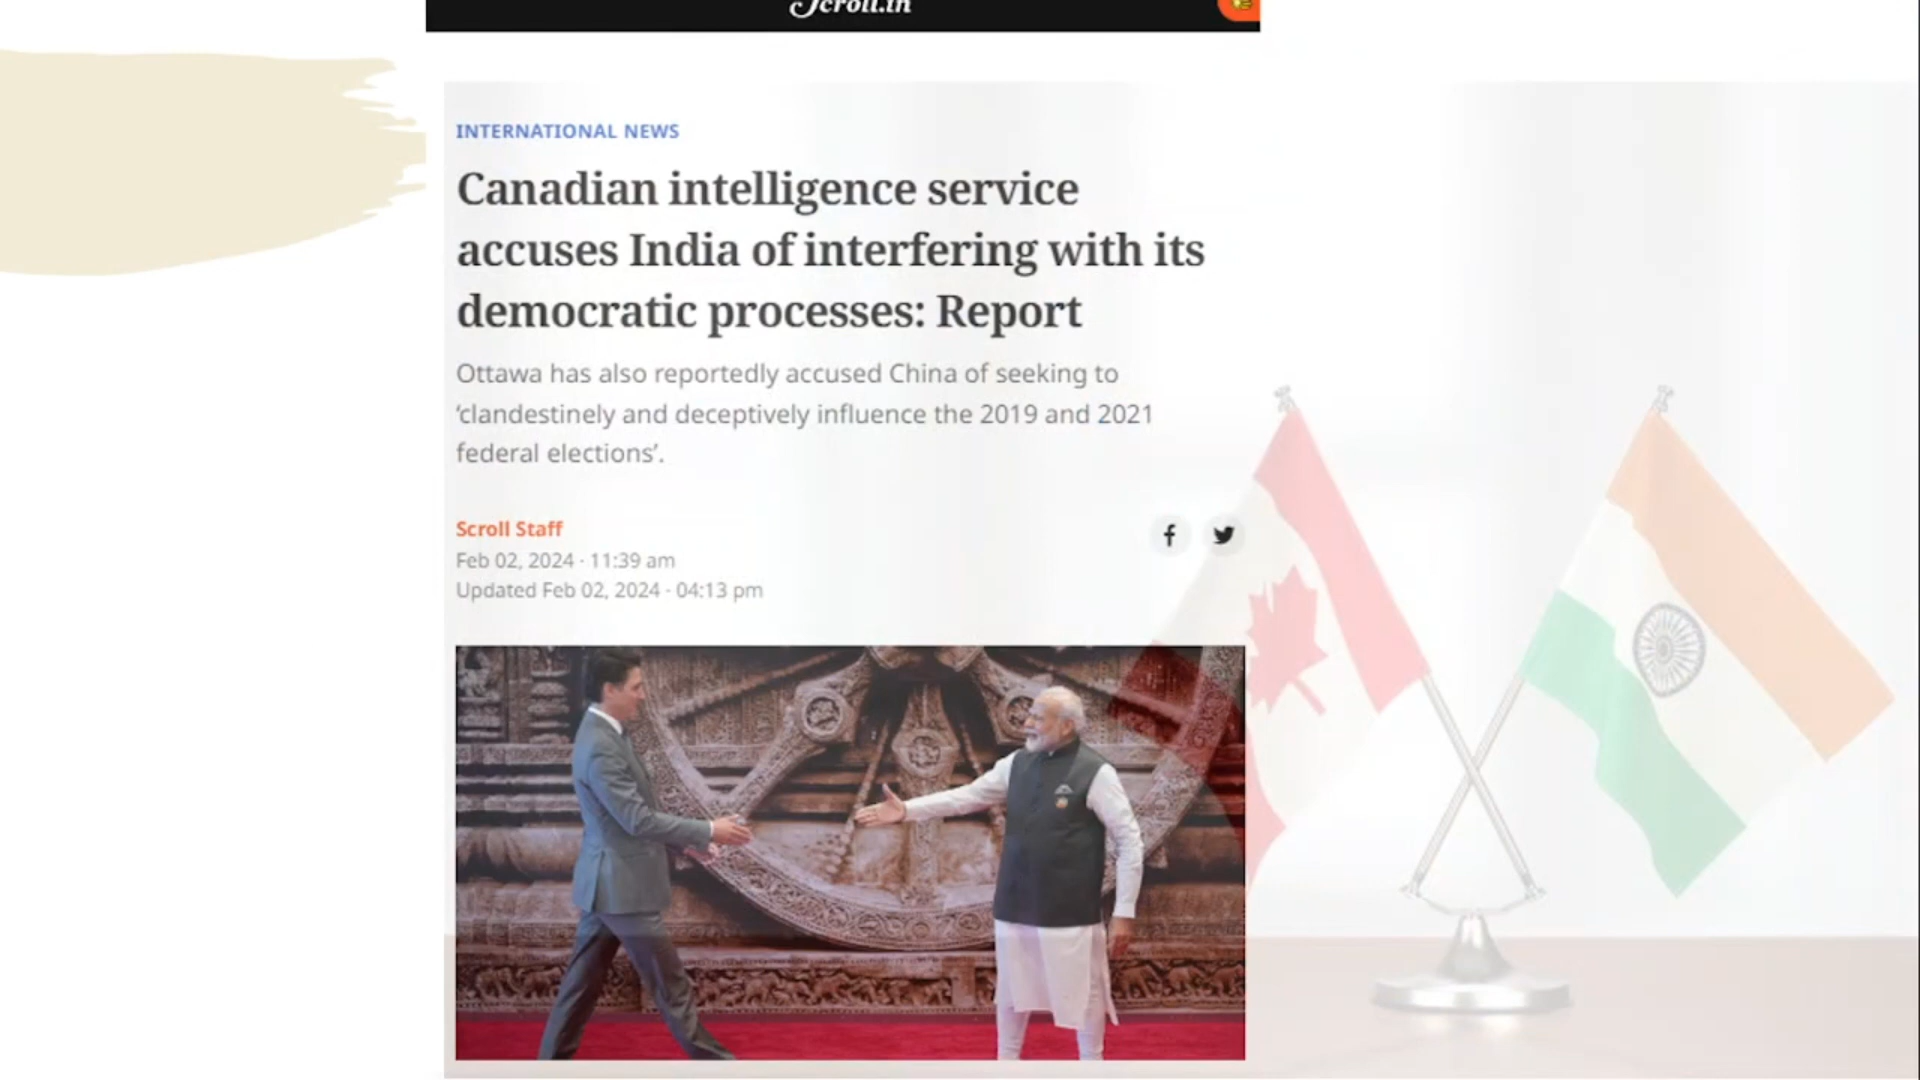 Scroll.in
INTERNATIONAL NEWS
Canadian intelligence service
accuses India of interfering with its
democratic processes: Report
Ottawa has also reportedly accused China of seeking to
‘clandestinely and deceptively influence the 2019 and 2021
federal elections’.
Scroll Staff
Feb 02, 2024 · 11:39 am
Updated Feb 02, 2024 · 04:13 pm